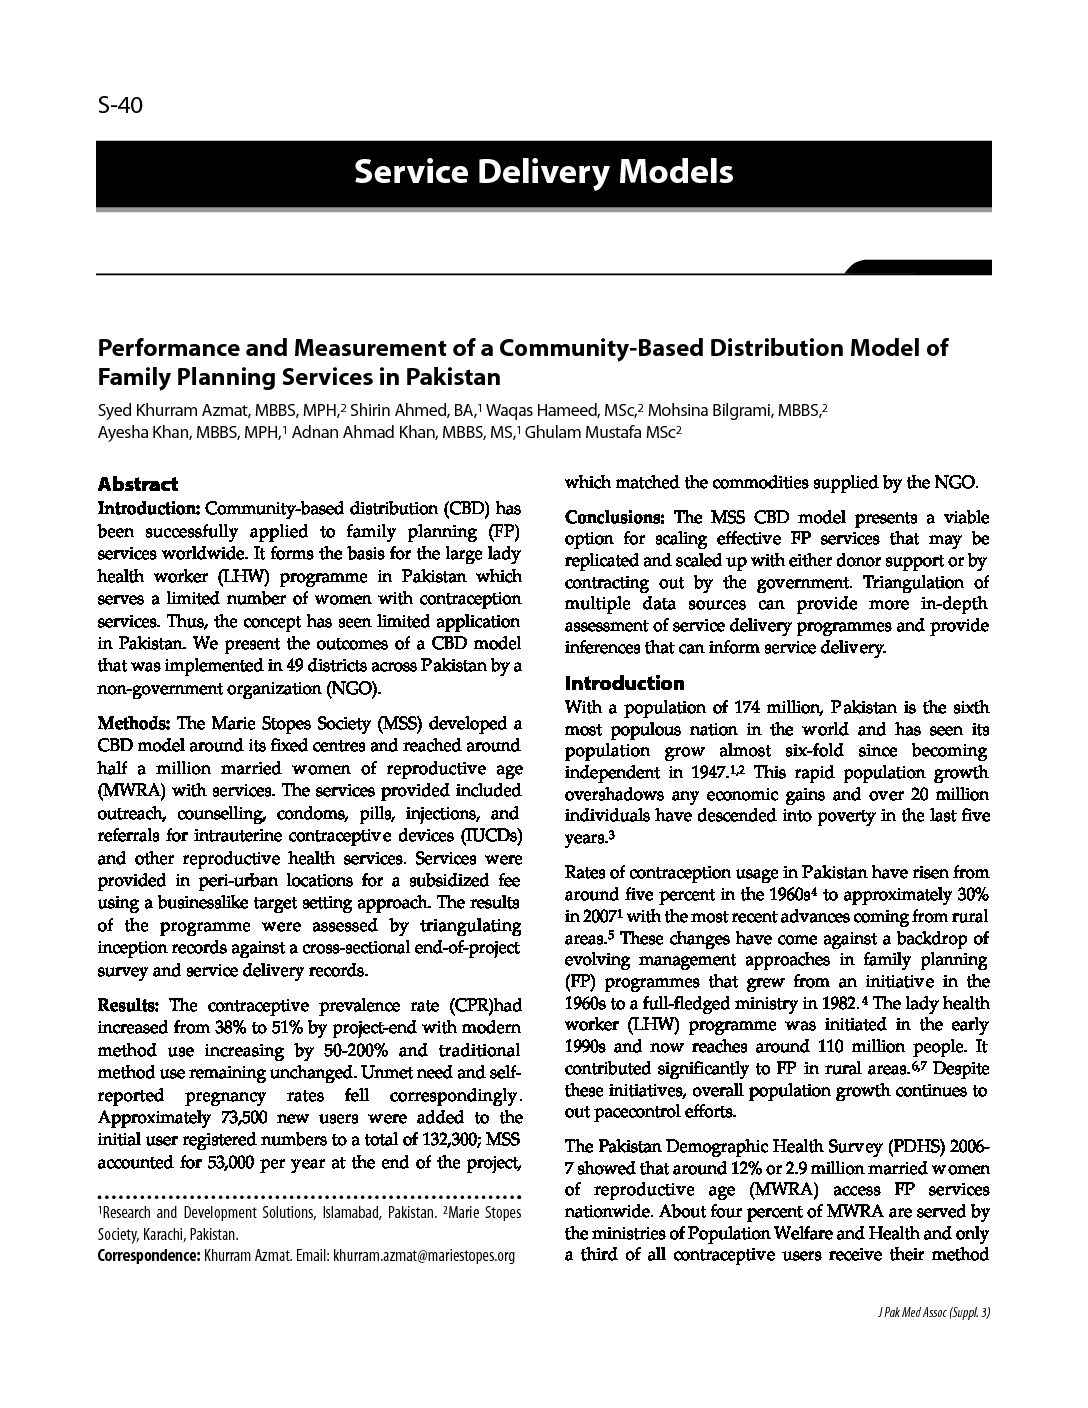 S-40
Service Delivery Models
Performance and Measurement of a Community-Based Distribution Model of
Family Planning Services in Pakistan
Syed Khurram Azmat, MBBS, MPH,² Shirin Ahmed, BA,¹ Waqas Hameed, MSc,² Mohsina Bilgrami, MBBS,²
Ayesha Khan, MBBS, MPH,¹ Adnan Ahmad Khan, MBBS, MS,¹ Ghulam Mustafa MSc²
Abstract
Introduction: Community-based distribution (CBD) has
been successfully applied to family planning (FP)
services worldwide. It forms the basis for the large lady
health worker (LHW) programme in Pakistan which
serves a limited number of women with contraception
services. Thus, the concept has seen limited application
in Pakistan. We present the outcomes of a CBD model
that was implemented in 49 districts across Pakistan by a
non-government organization (NGO).
Methods: The Marie Stopes Society (MSS) developed a
CBD model around its fixed centres and reached around
half a million married women of reproductive age
(MWRA) with services. The services provided included
outreach, counselling, condoms, pills, injections, and
referrals for intrauterine contraceptive devices (IUCDs)
and other reproductive health services. Services were
provided in peri-urban locations for a subsidized fee
using a businesslike target setting approach. The results
of the programme were assessed by triangulating
inception records against a cross-sectional end-of-project
survey and service delivery records.
Results: The contraceptive prevalence rate (CPR)had
increased from 38% to 51% by project-end with modern
method use increasing by 50-200% and traditional
method use remaining unchanged. Unmet need and self-
reported pregnancy rates fell correspondingly.
Approximately 73,500 new users were added to the
initial user registered numbers to a total of 132,300; MSS
accounted for 53,000 per year at the end of the project,
¹Research and Development Solutions, Islamabad, Pakistan. ²Marie Stopes
Society, Karachi, Pakistan.
Correspondence: Khurram Azmat. Email: khurram.azmat@mariestopes.org
which matched the commodities supplied by the NGO.
Conclusions: The MSS CBD model presents a viable
option for scaling effective FP services that may be
replicated and scaled up with either donor support or by
contracting out by the government. Triangulation of
multiple data sources can provide more in-depth
assessment of service delivery programmes and provide
inferences that can inform service delivery.
Introduction
With a population of 174 million, Pakistan is the sixth
most populous nation in the world and has seen its
population grow almost six-fold since becoming
independent in 1947.¹,² This rapid population growth
overshadows any economic gains and over 20 million
individuals have descended into poverty in the last five
years.³
Rates of contraception usage in Pakistan have risen from
around five percent in the 1960s⁴ to approximately 30%
in 2007¹ with the most recent advances coming from rural
areas.⁵ These changes have come against a backdrop of
evolving management approaches in family planning
(FP) programmes that grew from an initiative in the
1960s to a full-fledged ministry in 1982.⁴ The lady health
worker (LHW) programme was initiated in the early
1990s and now reaches around 110 million people. It
contributed significantly to FP in rural areas.⁶,⁷ Despite
these initiatives, overall population growth continues to
out pacecontrol efforts.
The Pakistan Demographic Health Survey (PDHS) 2006-
7 showed that around 12% or 2.9 million married women
of reproductive age (MWRA) access FP services
nationwide. About four percent of MWRA are served by
the ministries of Population Welfare and Health and only
a third of all contraceptive users receive their method
J Pak Med Assoc (Suppl. 3)